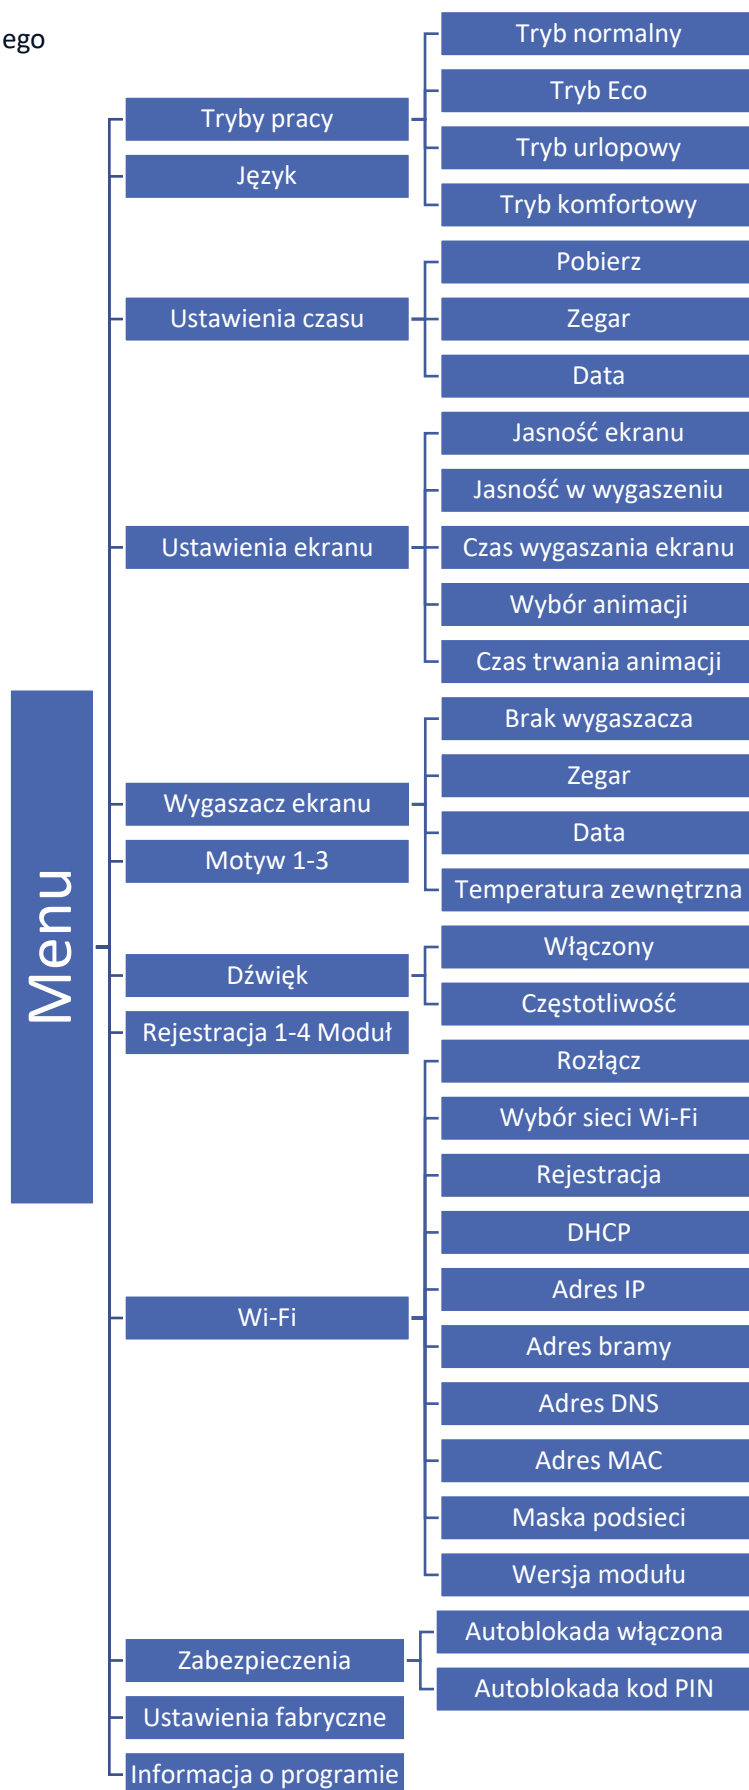 ego
Menu
Tryby pracy
Tryb normalny
Tryb Eco
Tryb urlopowy
Tryb komfortowy
Język
Ustawienia czasu
Pobierz
Zegar
Data
Ustawienia ekranu
Jasność ekranu
Jasność w wygaszeniu
Czas wygaszania ekranu
Wybór animacji
Czas trwania animacji
Wygaszacz ekranu
Brak wygaszacza
Zegar
Data
Temperatura zewnętrzna
Motyw 1-3
Dźwięk
Włączony
Częstotliwość
Rejestracja 1-4 Moduł
Wi-Fi
Rozłącz
Wybór sieci Wi-Fi
Rejestracja
DHCP
Adres IP
Adres bramy
Adres DNS
Adres MAC
Maska podsieci
Wersja modułu
Zabezpieczenia
Autoblokada włączona
Autoblokada kod PIN
Ustawienia fabryczne
Informacja o programie